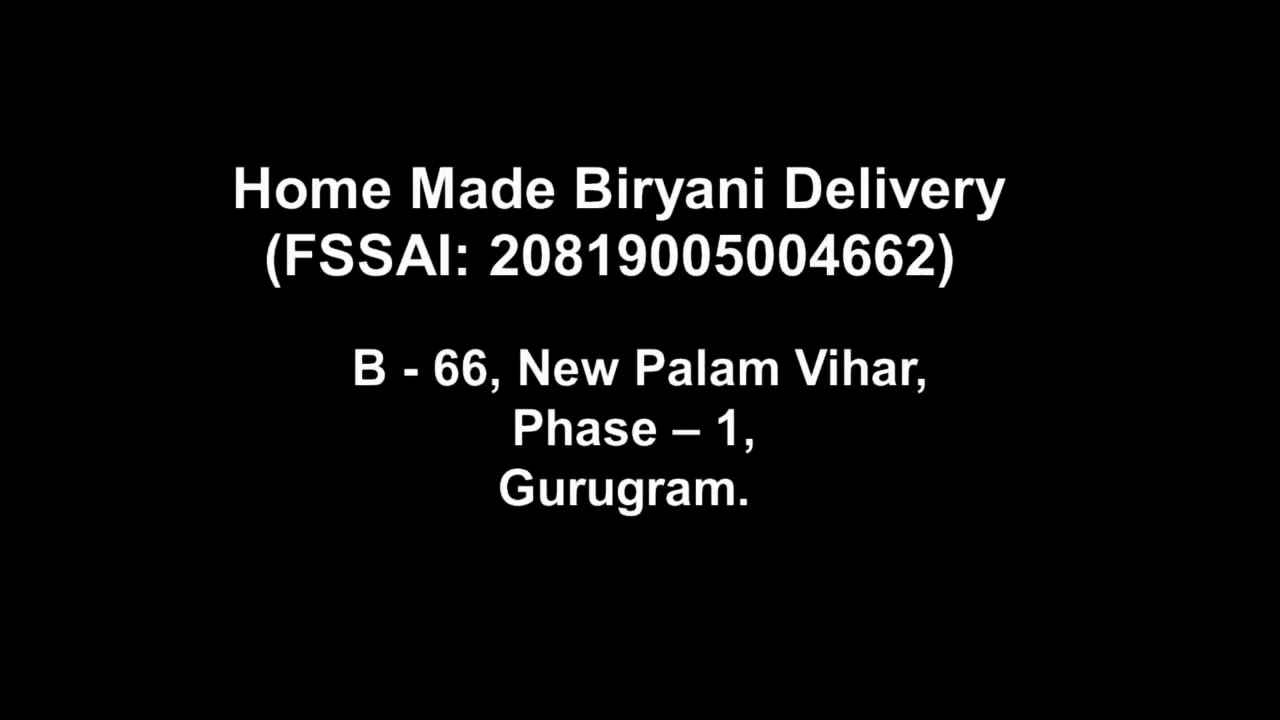 Home Made Biryani Delivery
(FSSAI: 20819005004662)
B - 66, New Palam Vihar,
Phase – 1,
Gurugram.